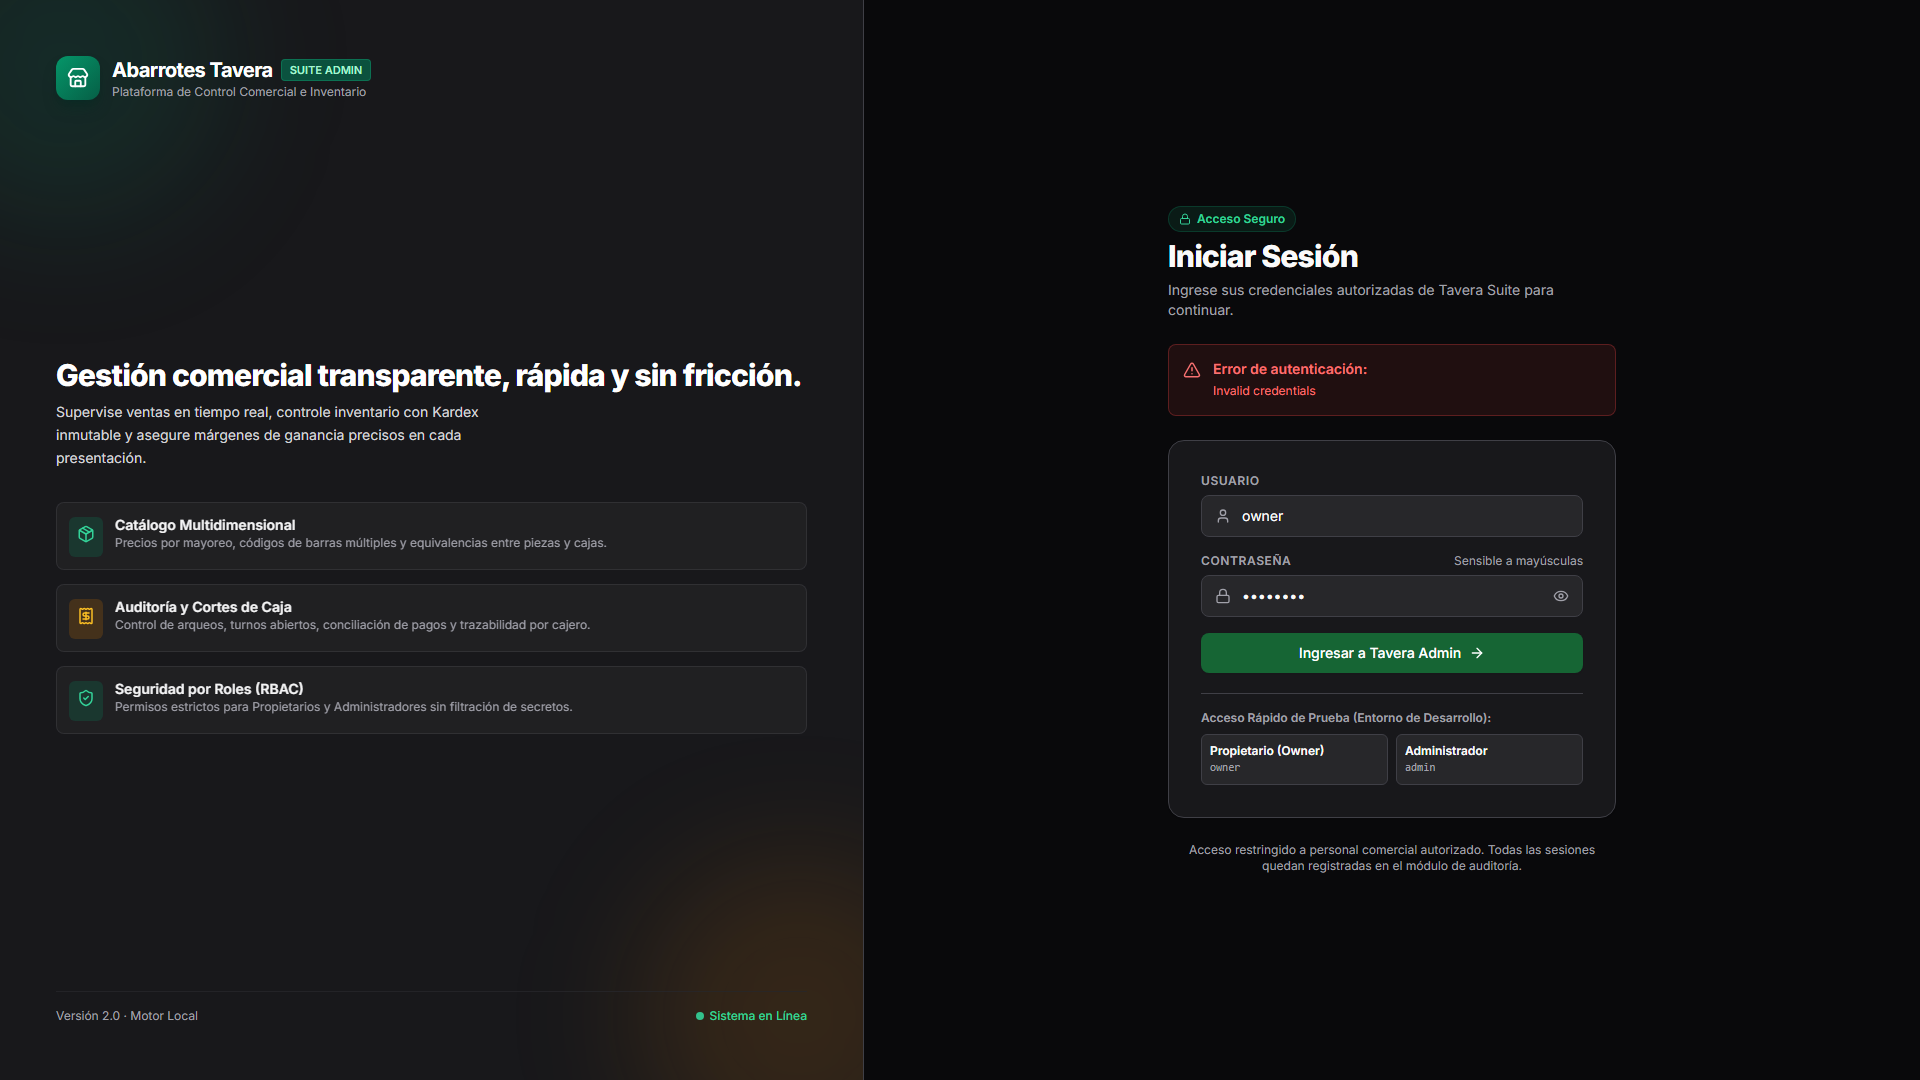 Abarrotes Tavera
SUITE ADMIN
Plataforma de Control Comercial e Inventario
Gestión comercial transparente, rápida y sin fricción.
Supervise ventas en tiempo real, controle inventario con Kardex
inmutable y asegure márgenes de ganancia precisos en cada
presentación.
Catálogo Multidimensional
Precios por mayoreo, códigos de barras múltiples y equivalencias entre piezas y cajas.
Auditoría y Cortes de Caja
Control de arqueos, turnos abiertos, conciliación de pagos y trazabilidad por cajero.
Seguridad por Roles (RBAC)
Permisos estrictos para Propietarios y Administradores sin filtración de secretos.
Versión 2.0 · Motor Local
Sistema en Línea
Acceso Seguro
Iniciar Sesión
Ingrese sus credenciales autorizadas de Tavera Suite para
continuar.
Error de autenticación:
Invalid credentials
USUARIO
owner
CONTRASEÑA
Sensible a mayúsculas
••••••••
Ingresar a Tavera Admin →
Acceso Rápido de Prueba (Entorno de Desarrollo):
Propietario (Owner)
owner
Administrador
admin
Acceso restringido a personal comercial autorizado. Todas las sesiones
quedan registradas en el módulo de auditoría.